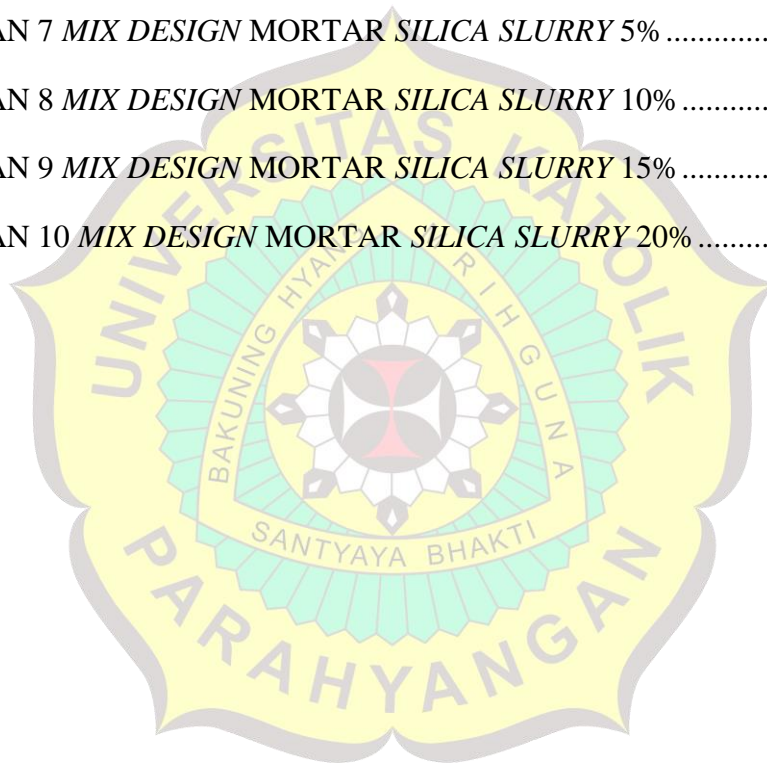 AN 7 MIX DESIGN MORTAR SILICA SLURRY 5% ..............
AN 8 MIX DESIGN MORTAR SILICA SLURRY 10% ............
AN 9 MIX DESIGN MORTAR SILICA SLURRY 15% ............
AN 10 MIX DESIGN MORTAR SILICA SLURRY 20% ..........
UNIVERSITAS KATOLIK
BAKUNING HYANG MRIH GUNA
SANTYAYA BHAKTI
PARAHYANGAN